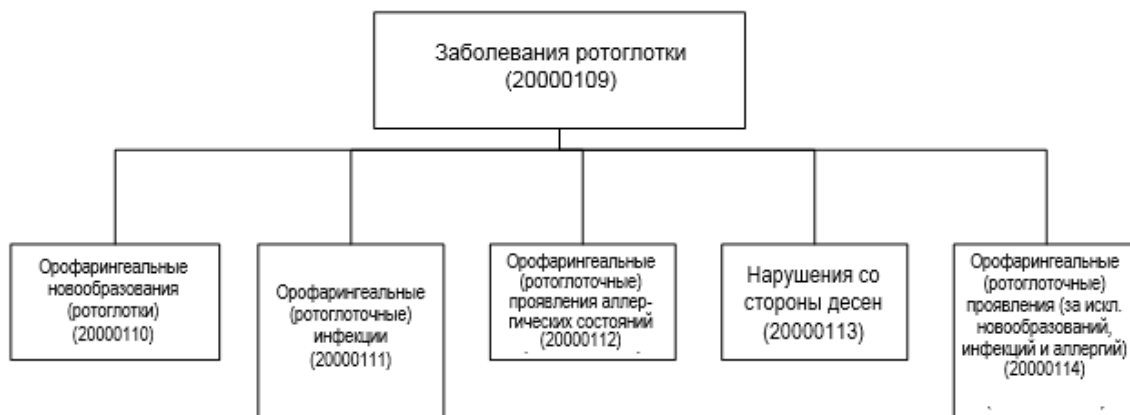 Заболевания ротоглотки
(20000109)
Орофарингеальные
новообразования
(ротоглотки)
(20000110)
Орофарингеальные
(ротоглоточные)
инфекции
(20000111)
Орофарингеальные
(ротоглоточные)
проявления аллер-
гических состояний
(20000112)
Нарушения со
стороны десен
(20000113)
Орофарингеальные
(ротоглоточные)
проявления (за искл.
новообразований,
инфекций и аллергий)
(20000114)